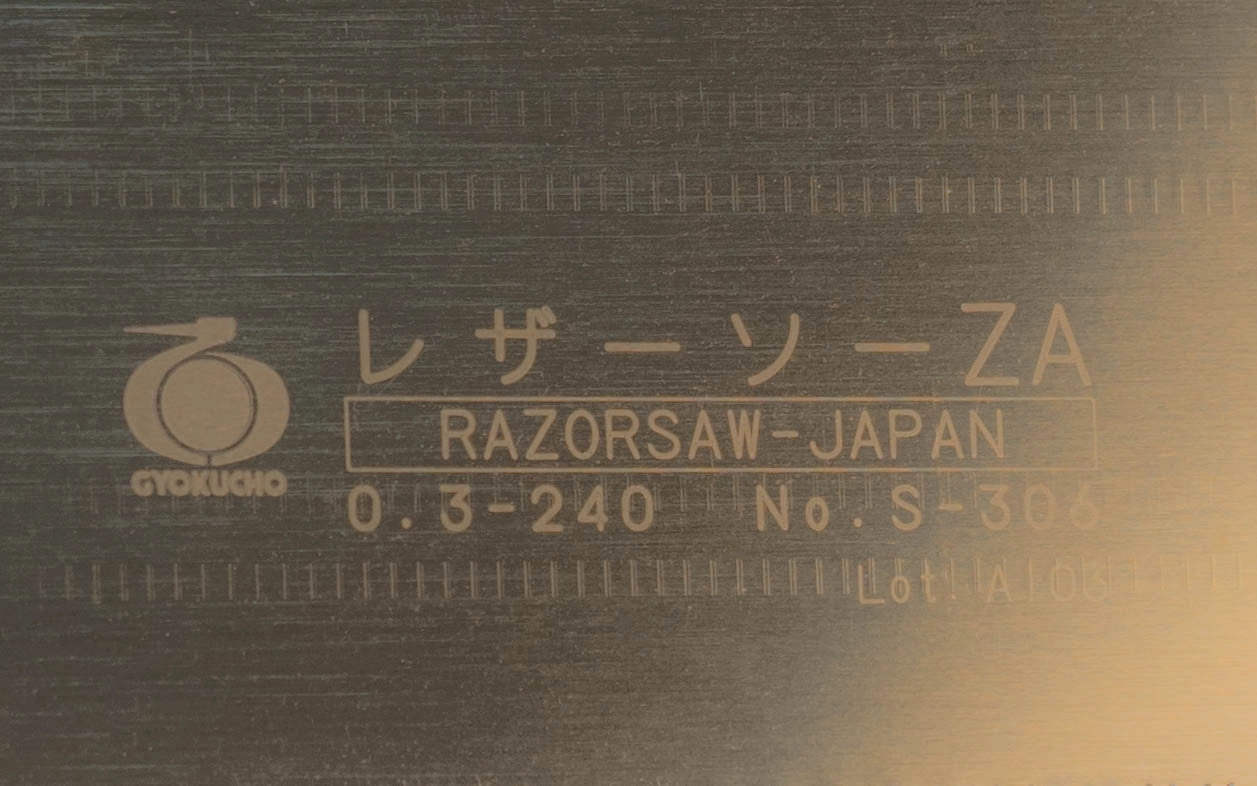 レザーソーZA
RAZORSAW-JAPAN
GYOKUCHO
0.3-240 No.S-306
Lot A106